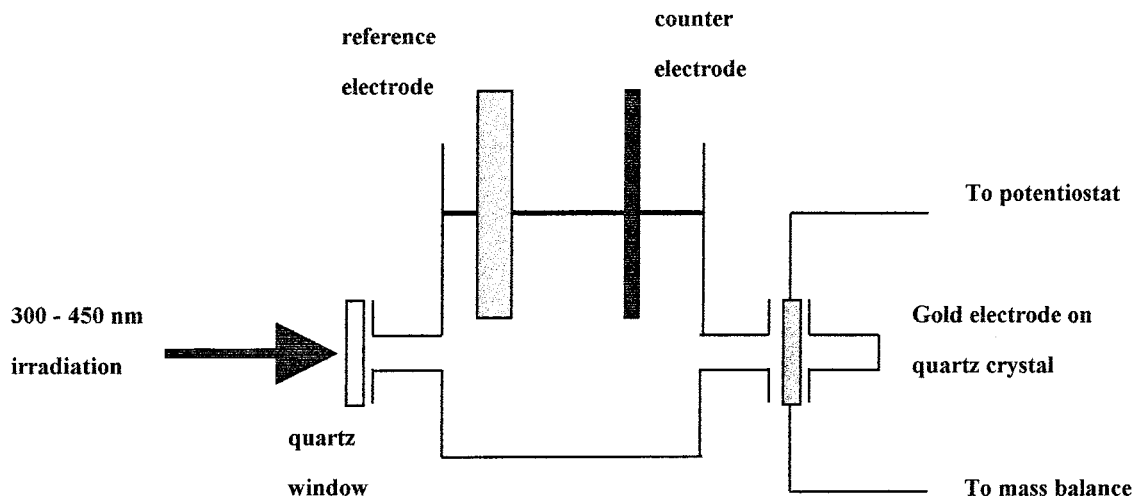 reference
electrode
counter
electrode
To potentiostat
300 - 450 nm
irradiation
Gold electrode on
quartz crystal
quartz
window
To mass balance